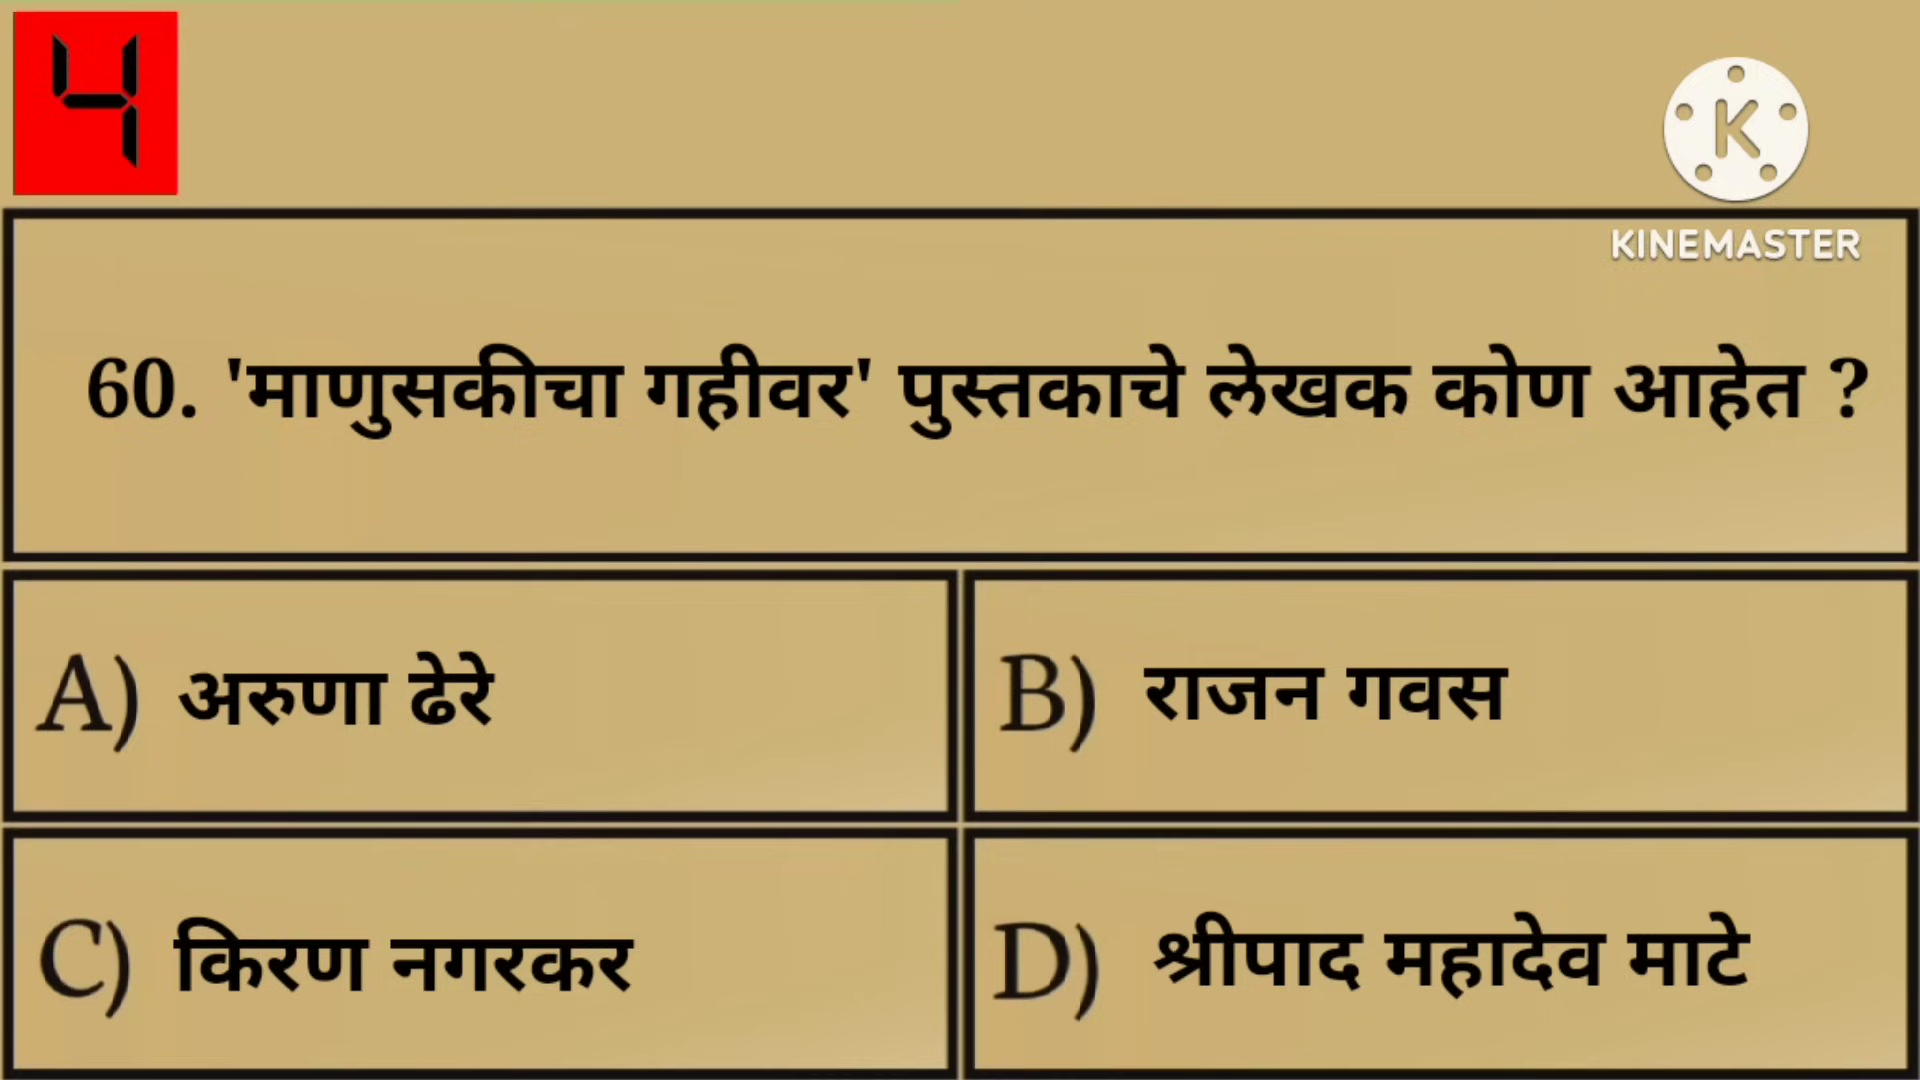 4
KINEMASTER
60. 'माणुसकीचा गहीवर' पुस्तकाचे लेखक कोण आहेत ?
A) अरुणा ढेरे
B) राजन गवस
C) किरण नगरकर
D) श्रीपाद महादेव माटे